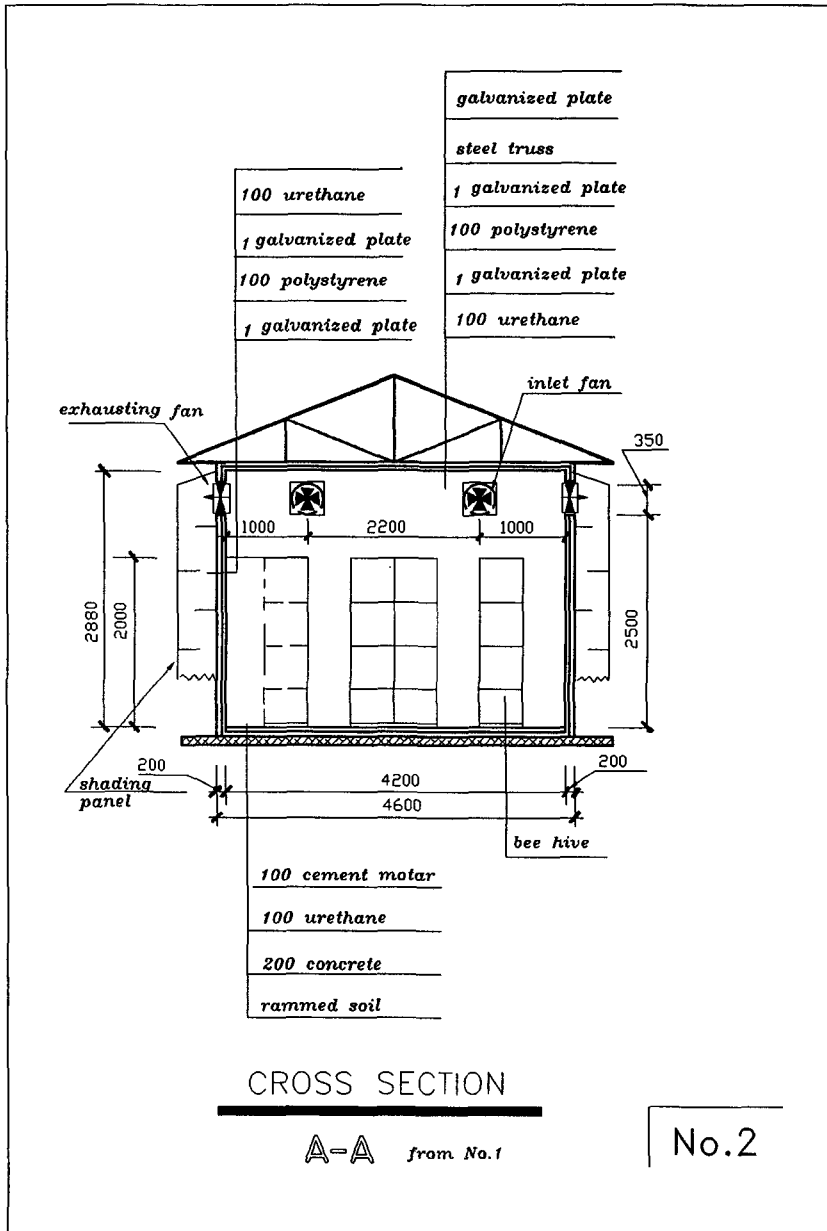 galvanized plate
steel truss
1 galvanized plate
100 polystyrene
1 galvanized plate
100 urethane
100 urethane
1 galvanized plate
100 polystyrene
1 galvanized plate
inlet fan
exhausting fan
350
1000
2200
1000
2880
2000
2500
200
4200
200
4600
shading
panel
bee hive
100 cement motar
100 urethane
200 concrete
rammed soil
CROSS SECTION
A-A from No.1
No.2